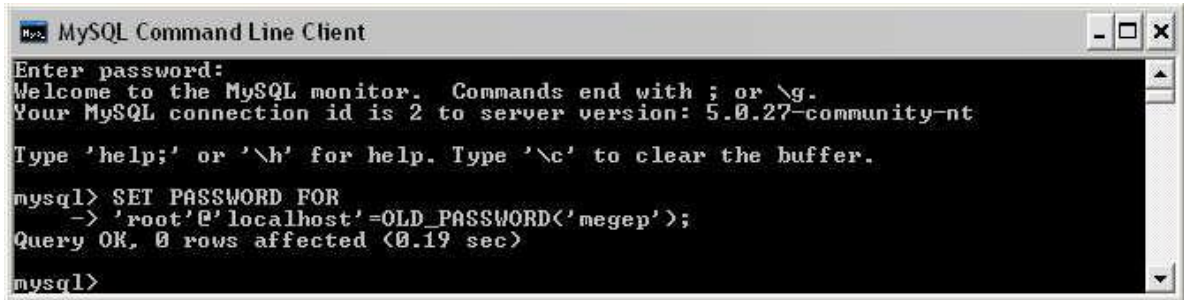 MySQL Command Line Client
Enter password:
Welcome to the MySQL monitor.  Commands end with ; or \g.
Your MySQL connection id is 2 to server version: 5.0.27-community-nt
Type 'help;' or '\h' for help. Type '\c' to clear the buffer.
mysql> SET PASSWORD FOR
    -> 'root'@'localhost'=OLD_PASSWORD('megep');
Query OK, 0 rows affected (0.19 sec)
mysql>